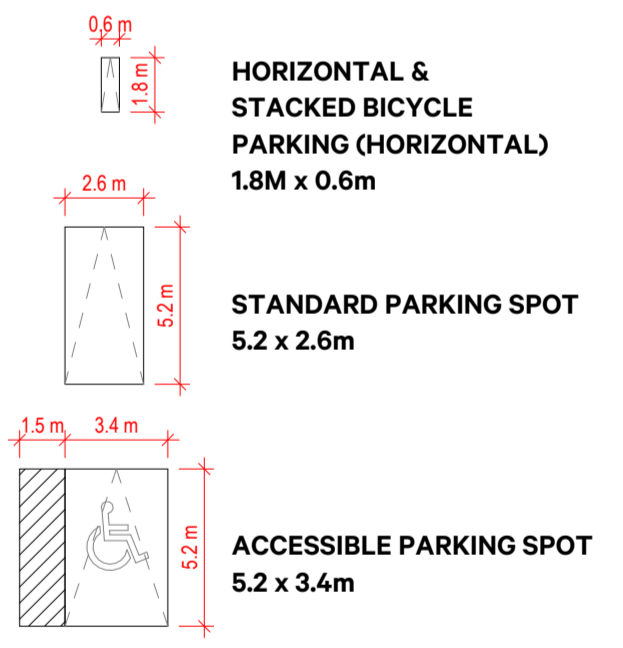 0.6 m
1.8 m
HORIZONTAL &
STACKED BICYCLE
PARKING (HORIZONTAL)
1.8M x 0.6m
2.6 m
5.2 m
STANDARD PARKING SPOT
5.2 x 2.6m
1.5 m 3.4 m
5.2 m
ACCESSIBLE PARKING SPOT
5.2 x 3.4m